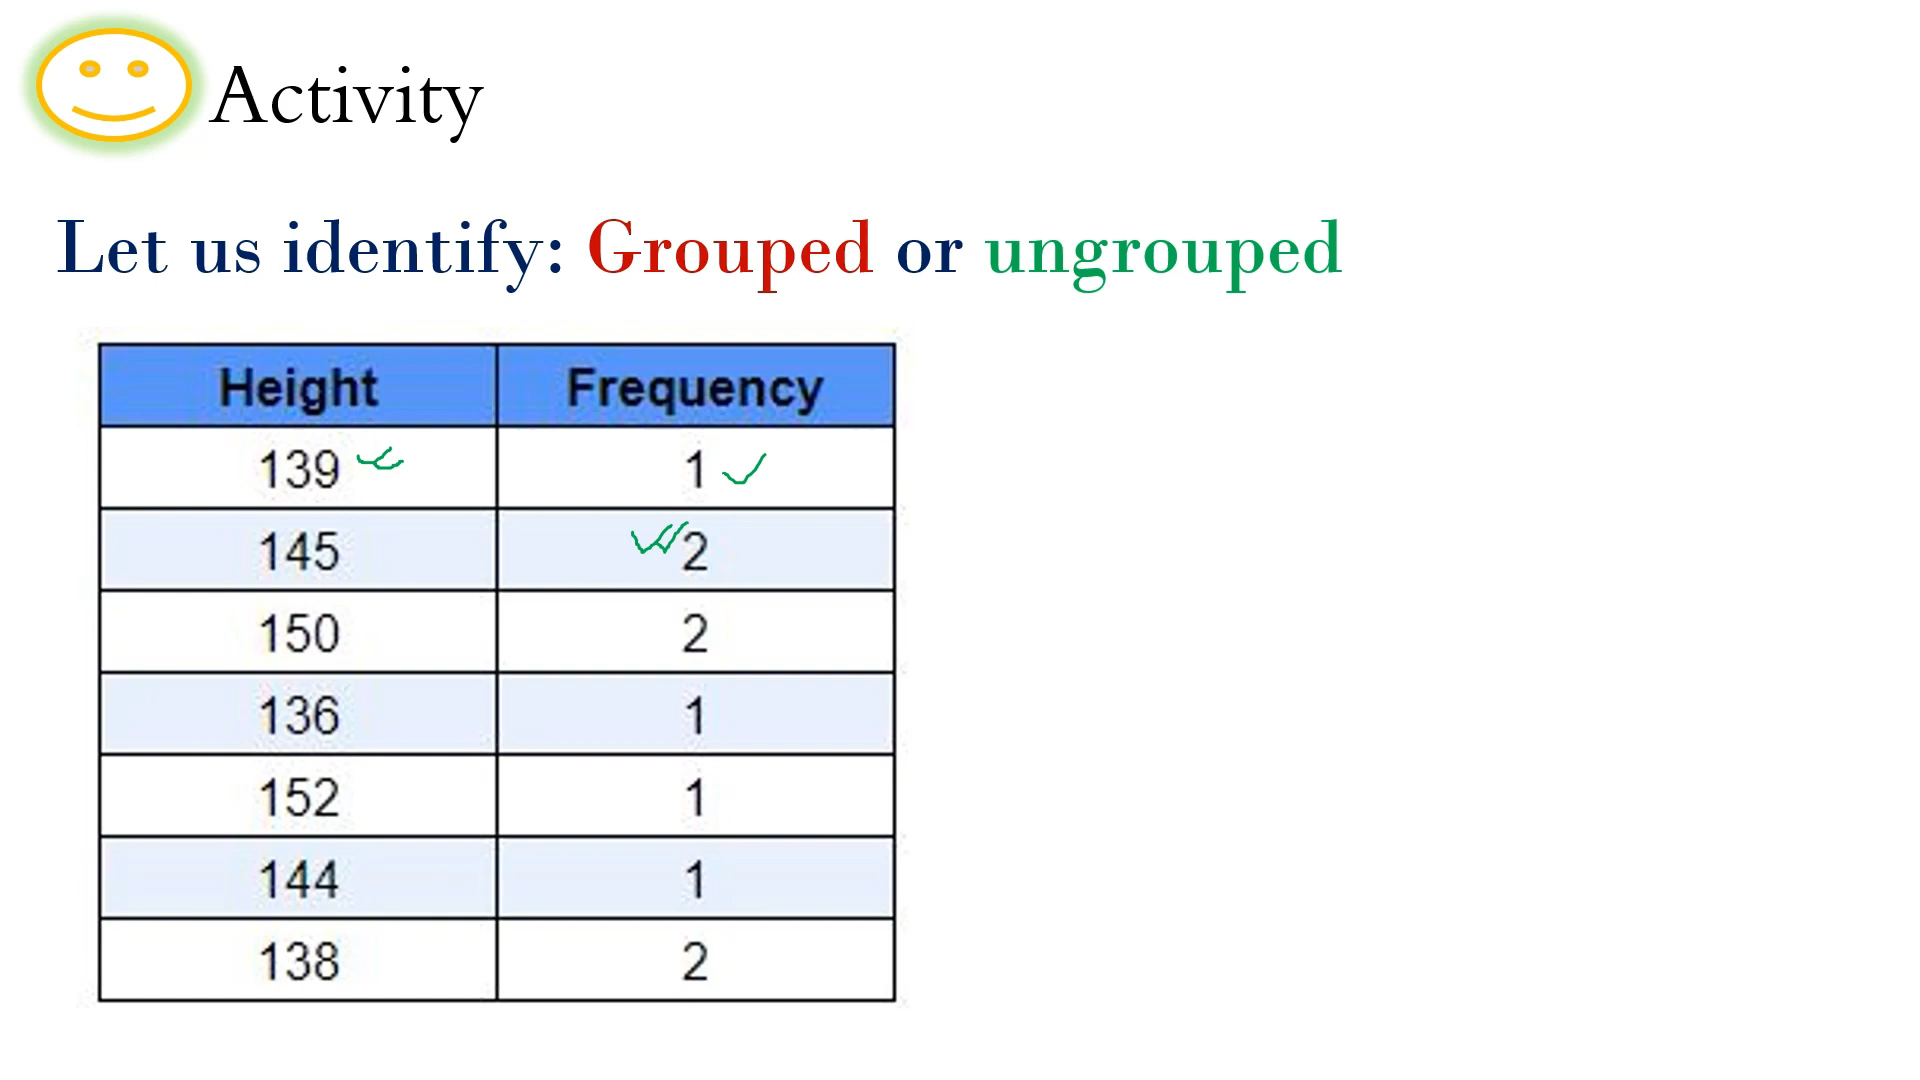 Activity
Let us identify: Grouped or ungrouped
Height Frequency
139 1
145 2
150 2
136 1
152 1
144 1
138 2